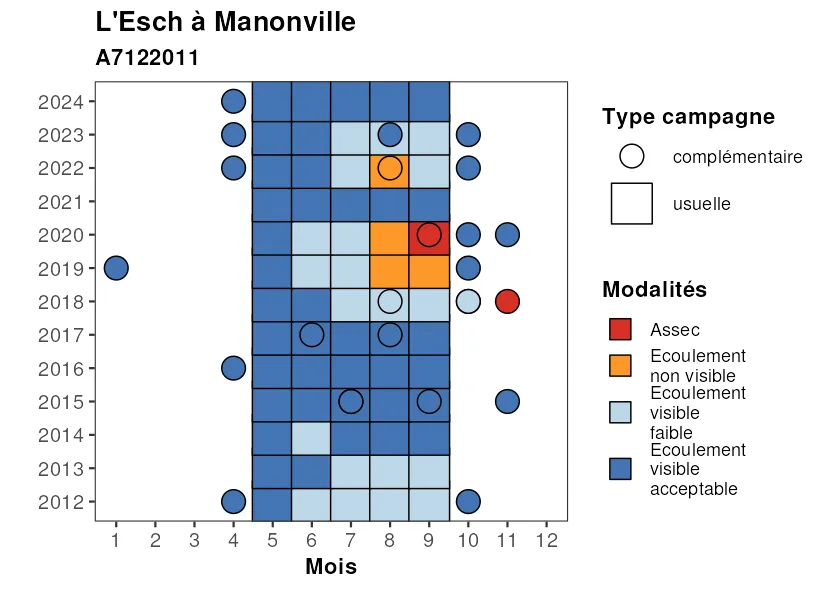 L'Esch à Manonville
A7122011
2024
2023
2022
2021
2020
2019
2018
2017
2016
2015
2014
2013
2012
1 2 3 4 5 6 7 8 9 10 11 12
Mois
Type campagne
complémentaire
usuelle
Modalités
Assec
Ecoulement
non visible
Ecoulement
visible
faible
Ecoulement
visible
acceptable